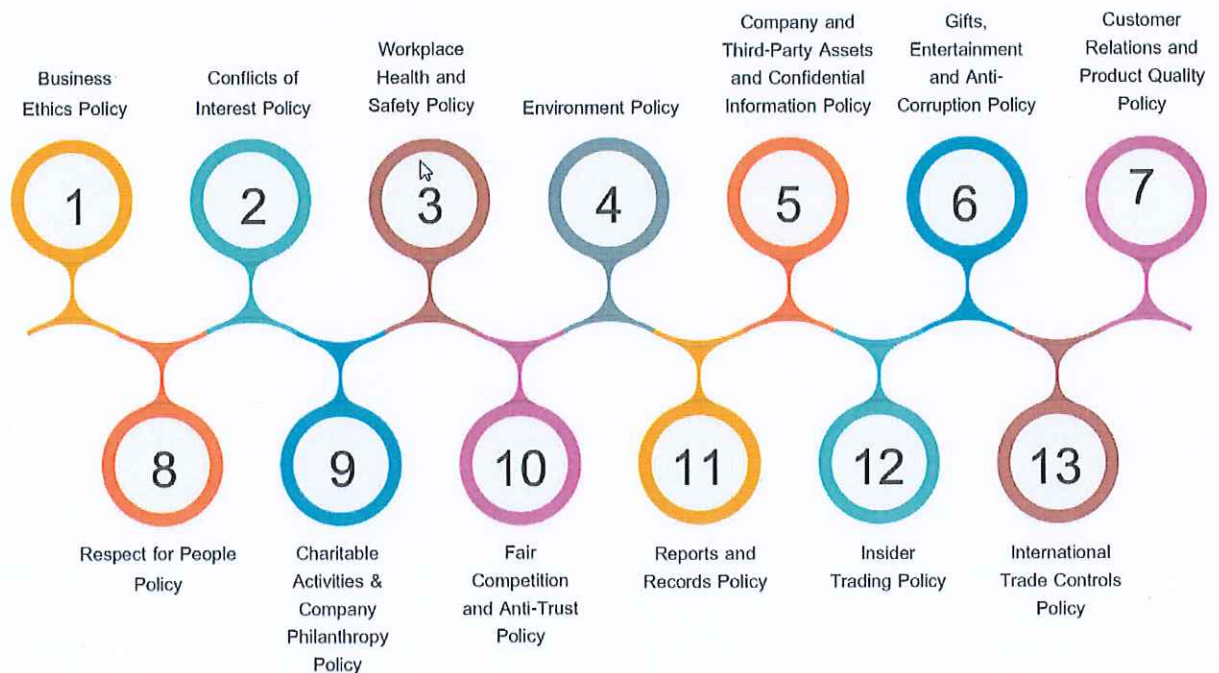 Business
Ethics Policy
Conflicts of
Interest Policy
Workplace
Health and
Safety Policy
Environment Policy
Company and
Third-Party Assets
and Confidential
Information Policy
Gifts,
Entertainment
and Anti-
Corruption Policy
Customer
Relations and
Product Quality
Policy
1
2
3
4
5
6
7
8
9
10
11
12
13
Respect for People
Policy
Charitable
Activities &
Company
Philanthropy
Policy
Fair
Competition
and Anti-Trust
Policy
Reports and
Records Policy
Insider
Trading Policy
International
Trade Controls
Policy